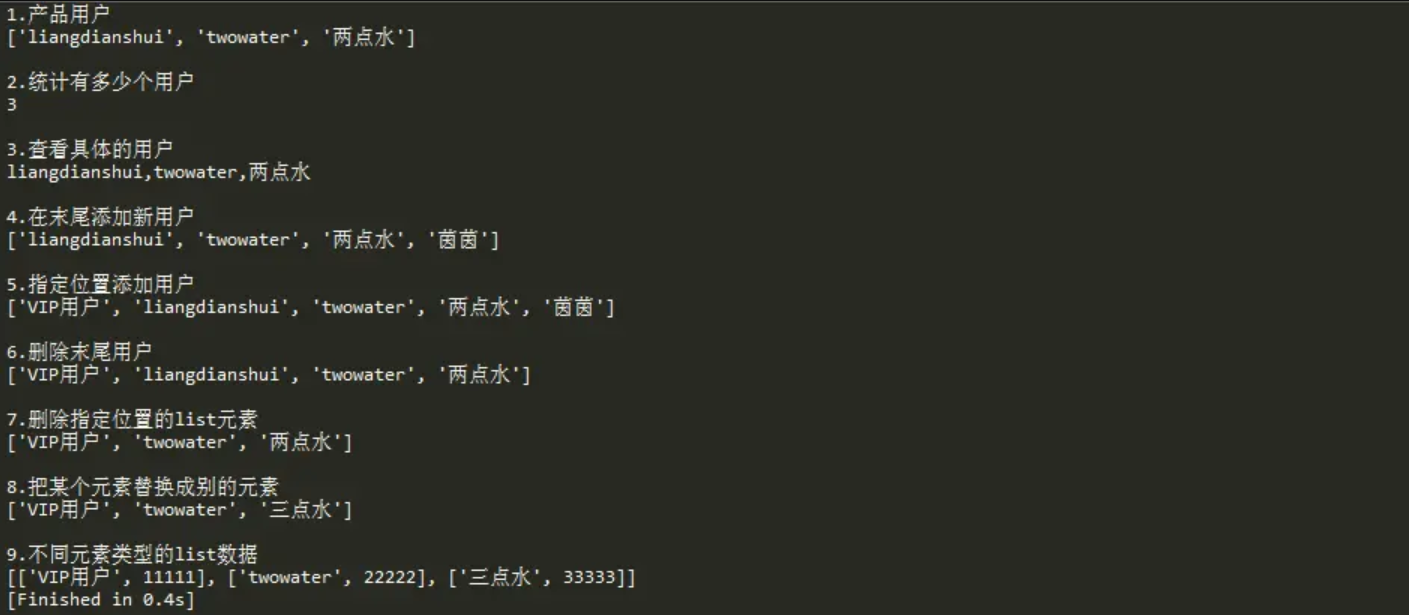 1.产品用户
['liangdianshui', 'twowater', '两点水']
2.统计有多少个用户
3
3.查看具体的用户
liangdianshui,twowater,两点水
4.在末尾添加新用户
['liangdianshui', 'twowater', '两点水', '茵茵']
5.指定位置添加用户
['VIP用户', 'liangdianshui', 'twowater', '两点水', '茵茵']
6.删除末尾用户
['VIP用户', 'liangdianshui', 'twowater', '两点水']
7.删除指定位置的list元素
['VIP用户', 'twowater', '两点水']
8.把某个元素替换成别的元素
['VIP用户', 'twowater', '三点水']
9.不同元素类型的list数据
[['VIP用户', 11111], ['twowater', 22222], ['三点水', 33333]]
[Finished in 0.4s]